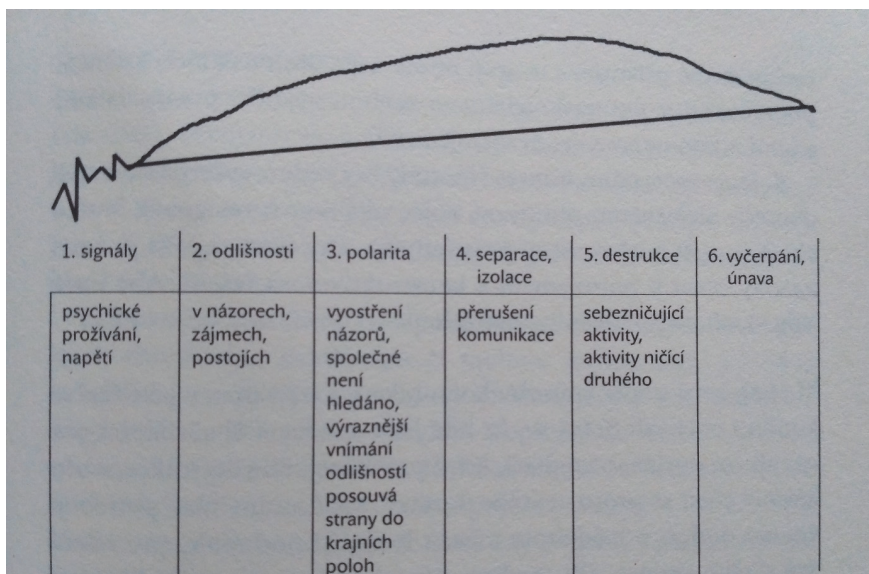 1. signály
2. odlišnosti
3. polarita
4. separace,
izolace
5. destrukce
6. vyčerpání,
únava
psychické
prožívání,
napětí
v názorech,
zájmech,
postojích
vyostření
názorů,
společné
není
hledáno,
výraznější
vnímání
odlišností
posouvá
strany do
krajních
poloh
přerušení
komunikace
sebezničující
aktivity,
aktivity ničící
druhého